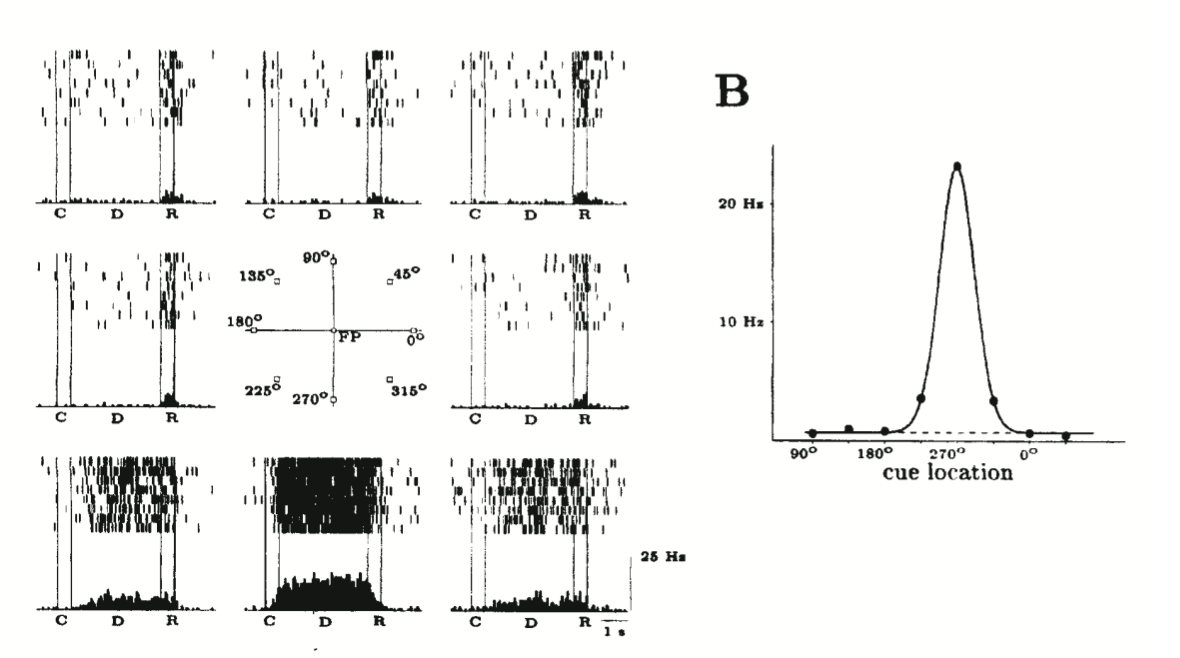 B
C D R
C D R
C D R
20 Hz
90°
135°
45°
180°
FP
0°
225°
270°
315°
10 Hz
C D R
C D R
90° 180° 270° 0°
cue location
25 Hz
C D R
C D R
C D R
1 s